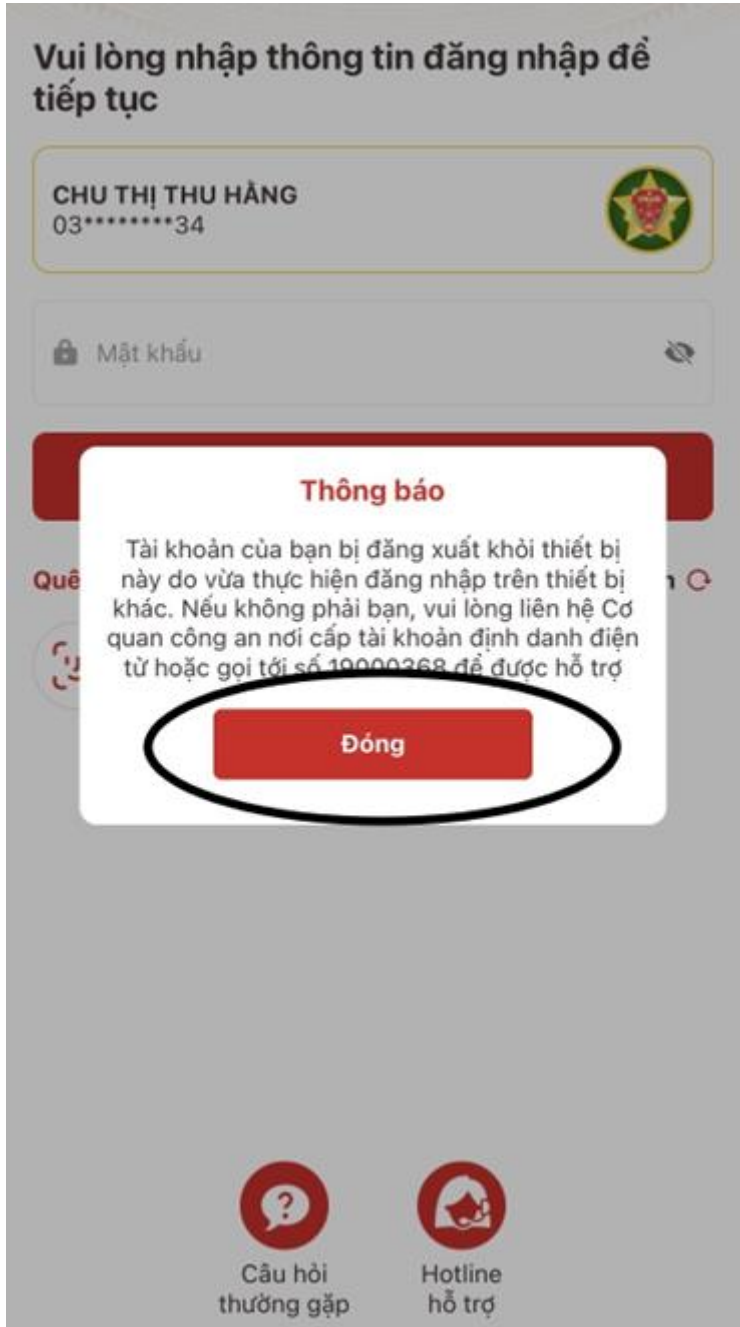 Vui lòng nhập thông tin đăng nhập để
tiếp tục
CHU THỊ THU HẰNG
03********34
Mật khẩu
Thông báo
Tài khoản của bạn bị đăng xuất khỏi thiết bị
này do vừa thực hiện đăng nhập trên thiết bị
khác. Nếu không phải bạn, vui lòng liên hệ Cơ
quan công an nơi cấp tài khoản định danh điện
tử hoặc gọi tới số 19000368 để được hỗ trợ
Quê
n
Đóng
Câu hỏi
thường gặp
Hotline
hỗ trợ